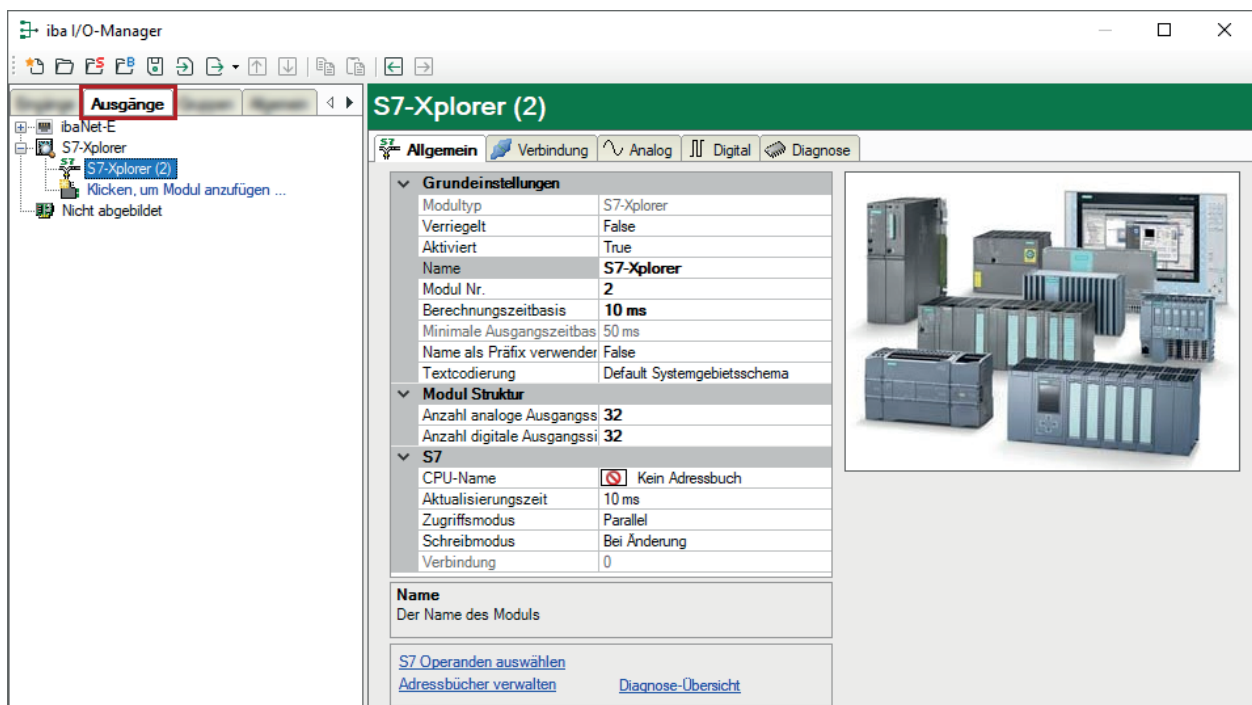 iba I/O-Manager
Ausgänge
ibaNet-E
S7-Xplorer
S7-Xplorer (2)
Klicken, um Modul anzufügen ...
Nicht abgebildet
S7-Xplorer (2)
Allgemein Verbindung Analog Digital Diagnose
Grundeinstellungen
Modultyp S7-Xplorer
Verriegelt False
Aktiviert True
Name S7-Xplorer
Modul Nr. 2
Berechnungszeitbasis 10 ms
Minimale Ausgangszeitbas 50 ms
Name als Präfix verwender False
Textcodierung Default Systemgebietsschema
Modul Struktur
Anzahl analoge Ausgangss 32
Anzahl digitale Ausgangssi 32
S7
CPU-Name Kein Adressbuch
Aktualisierungszeit 10 ms
Zugriffsmodus Parallel
Schreibmodus Bei Änderung
Verbindung 0
Name
Der Name des Moduls
S7 Operanden auswählen
Adressbücher verwalten Diagnose-Übersicht